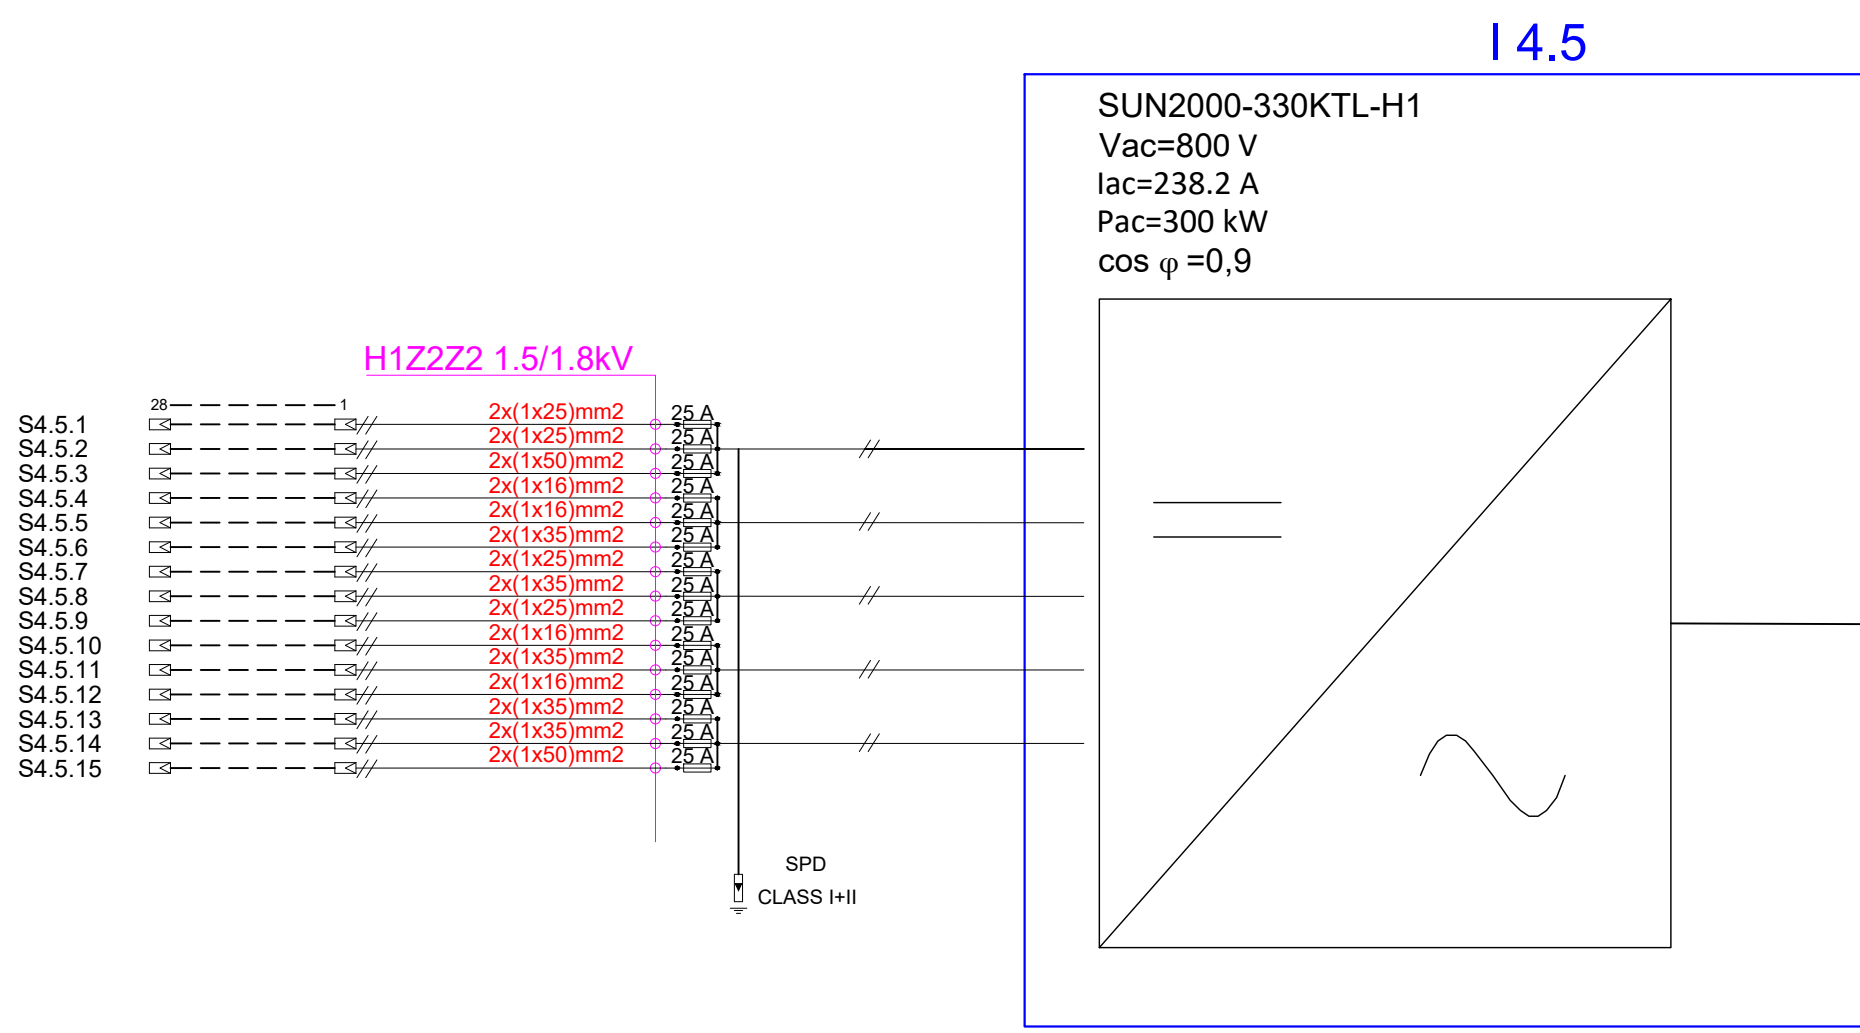 I 4.5
SUN2000-330KTL-H1
Vac=800 V
Iac=238.2 A
Pac=300 kW
cos φ =0,9
H1Z2Z2 1.5/1.8kV
28 1
S4.5.1 2x(1x25)mm2 25 A
S4.5.2 2x(1x25)mm2 25 A
S4.5.3 2x(1x50)mm2 25 A
S4.5.4 2x(1x16)mm2 25 A
S4.5.5 2x(1x16)mm2 25 A
S4.5.6 2x(1x35)mm2 25 A
S4.5.7 2x(1x25)mm2 25 A
S4.5.8 2x(1x35)mm2 25 A
S4.5.9 2x(1x25)mm2 25 A
S4.5.10 2x(1x16)mm2 25 A
S4.5.11 2x(1x35)mm2 25 A
S4.5.12 2x(1x16)mm2 25 A
S4.5.13 2x(1x35)mm2 25 A
S4.5.14 2x(1x35)mm2 25 A
S4.5.15 2x(1x50)mm2 25 A
SPD
CLASS I+II